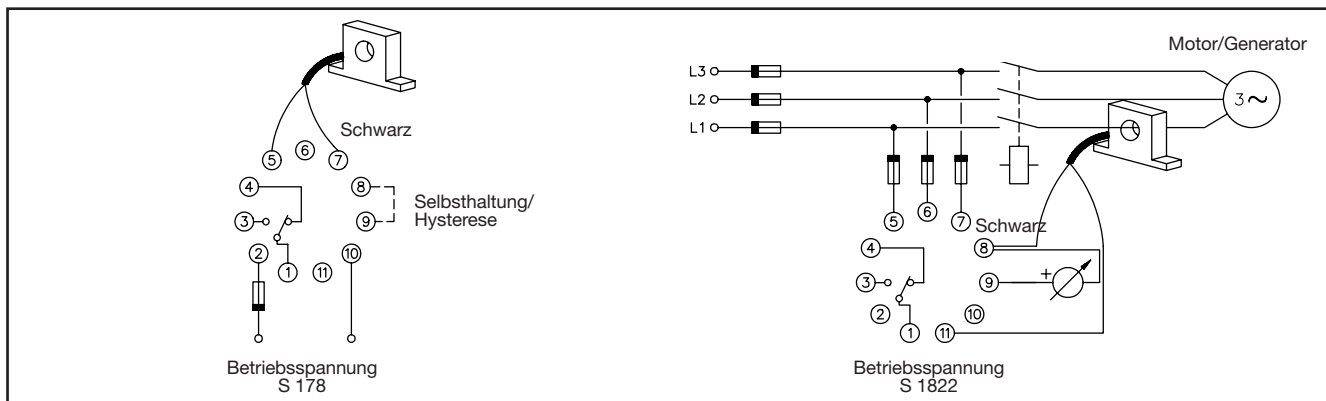 Schwarz
5
6
7
4
8
3
9
Selbsthaltung/
Hysterese
2
1
11
10
Betriebsspannung
S 178
Motor/Generator
L3
L2
L1
3~
5
6
7
Schwarz
4
8
3
9
+
2
10
1
11
Betriebsspannung
S 1822